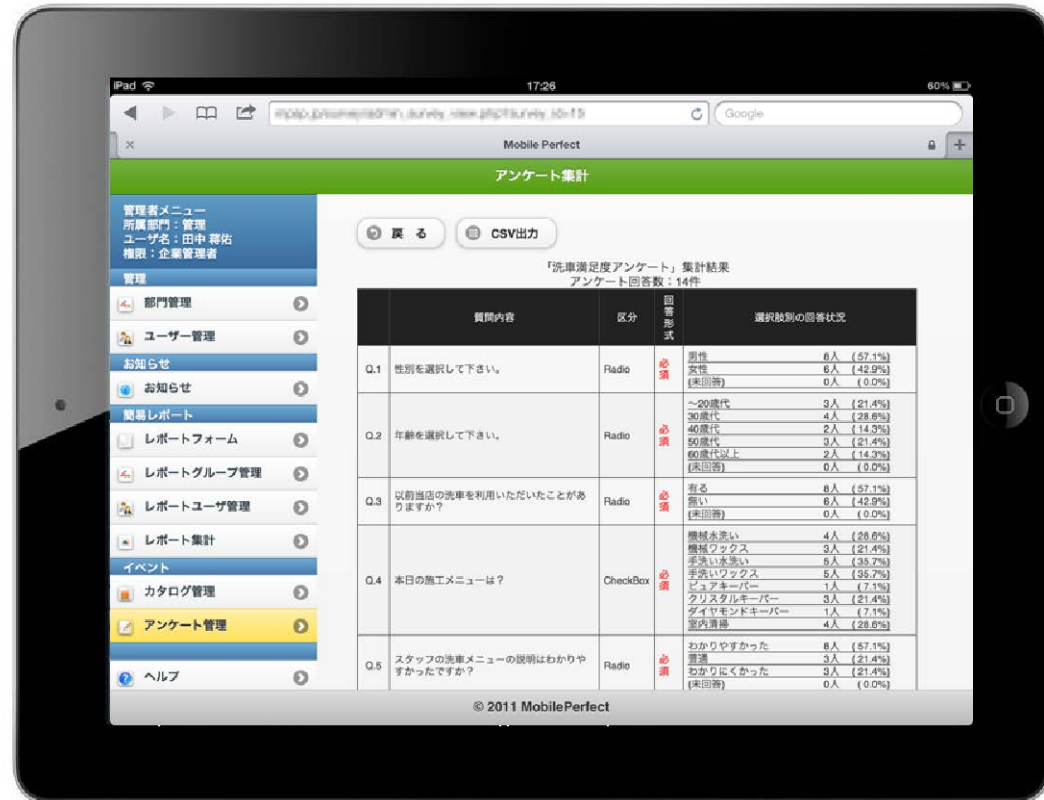 iPad
17:26
60%
Google
Mobile Perfect
アンケート集計
管理者メニュー
所属部門：管理
ユーザ名：田中 蒋佑
権限：企業管理者
管理
部門管理
ユーザー管理
お知らせ
お知らせ
簡易レポート
レポートフォーム
レポートグループ管理
レポートユーザ管理
レポート集計
イベント
カタログ管理
アンケート管理
ヘルプ
戻 る
CSV出力
「洗車満足度アンケート」集計結果
アンケート回答数：14件
質問内容 区分 回答形式 選択肢別の回答状況
Q.1 性別を選択して下さい。 Radio 必須
男性 8人 (57.1%)
女性 6人 (42.9%)
(未回答) 0人 (0.0%)
Q.2 年齢を選択して下さい。 Radio 必須
～20歳代 3人 (21.4%)
30歳代 4人 (28.6%)
40歳代 2人 (14.3%)
50歳代 3人 (21.4%)
60歳代以上 2人 (14.3%)
(未回答) 0人 (0.0%)
Q.3 以前当店の洗車を利用いただいたことがあ
りますか？ Radio 必須
有る 8人 (57.1%)
無い 6人 (42.9%)
(未回答) 0人 (0.0%)
Q.4 本日の施工メニューは？ CheckBox 必須
機械水洗い 4人 (28.6%)
機械ワックス 3人 (21.4%)
手洗い水洗い 5人 (35.7%)
手洗いワックス 5人 (35.7%)
ピュアキーパー 1人 (7.1%)
クリスタルキーパー 3人 (21.4%)
ダイヤモンドキーパー 1人 (7.1%)
室内清掃 4人 (28.6%)
Q.5 スタッフの洗車メニューの説明はわかりや
すかったですか？ Radio 必須
わかりやすかった 8人 (57.1%)
普通 3人 (21.4%)
わかりにくかった 3人 (21.4%)
(未回答) 0人 (0.0%)
© 2011 MobilePerfect